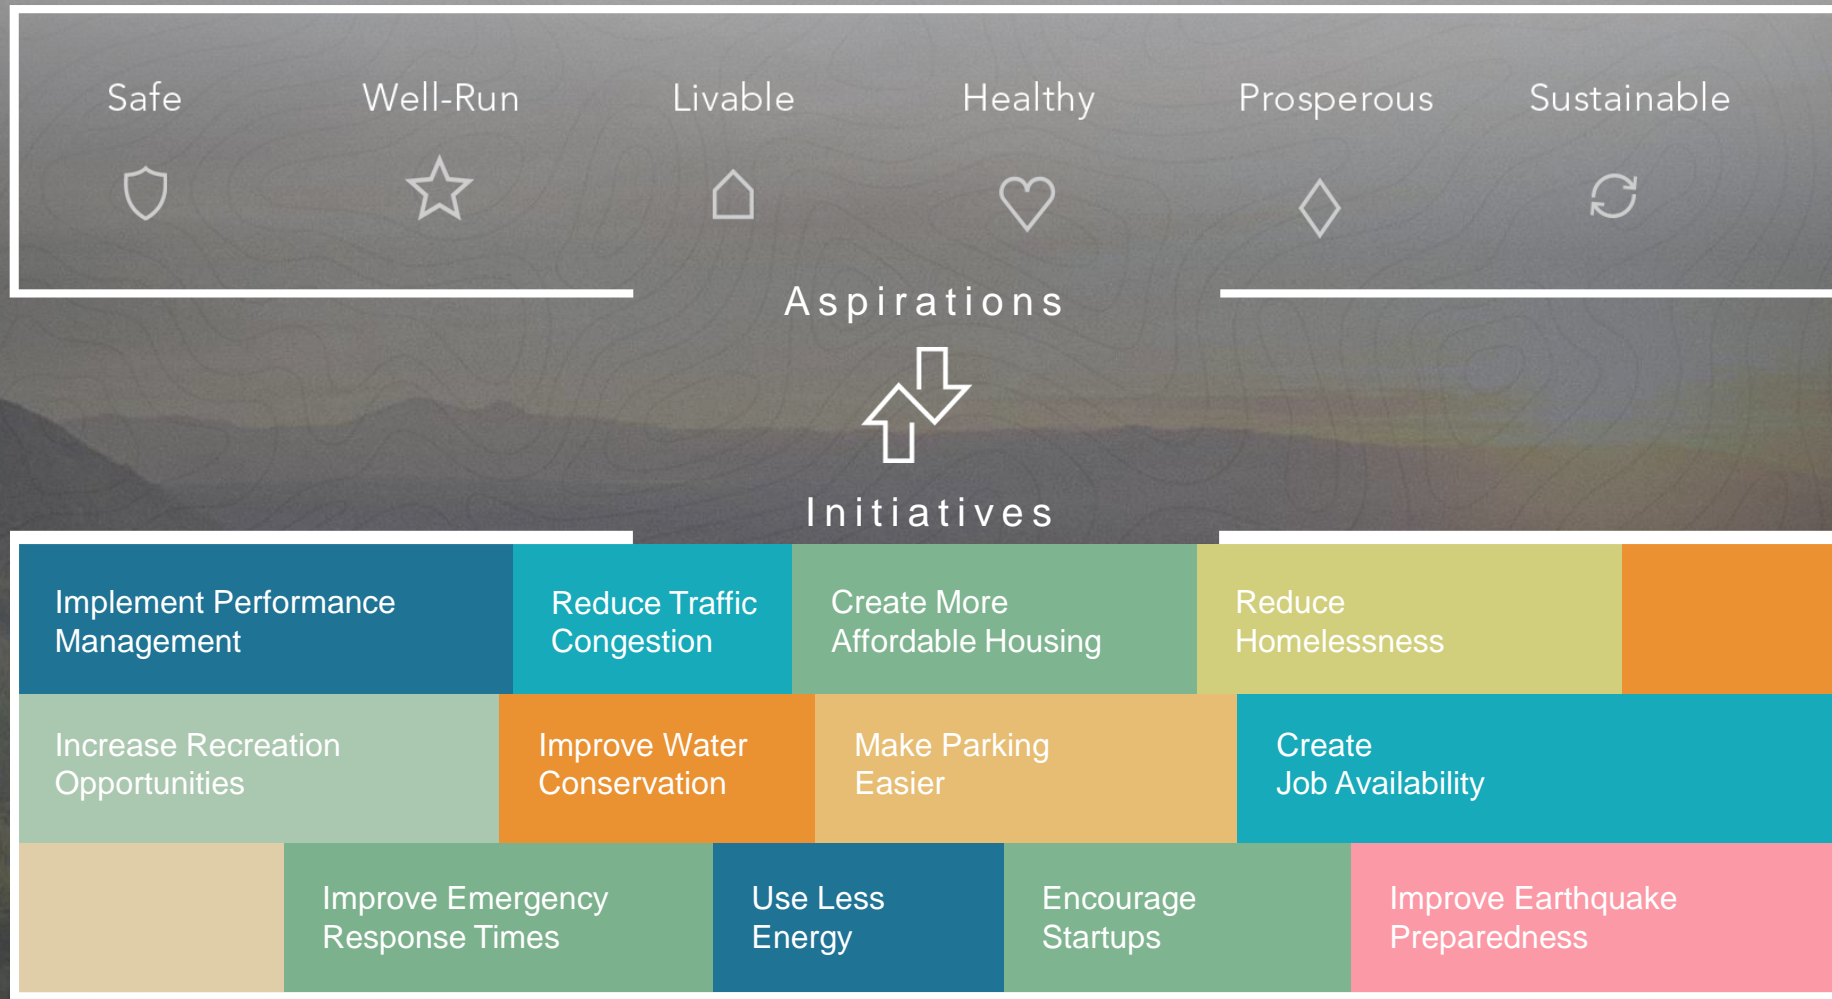 Safe Well-Run Livable Healthy Prosperous Sustainable
Aspirations
Initiatives
Implement Performance
Management
Reduce Traffic
Congestion
Create More
Affordable Housing
Reduce
Homelessness
Increase Recreation
Opportunities
Improve Water
Conservation
Make Parking
Easier
Create
Job Availability
Improve Emergency
Response Times
Use Less
Energy
Encourage
Startups
Improve Earthquake
Preparedness